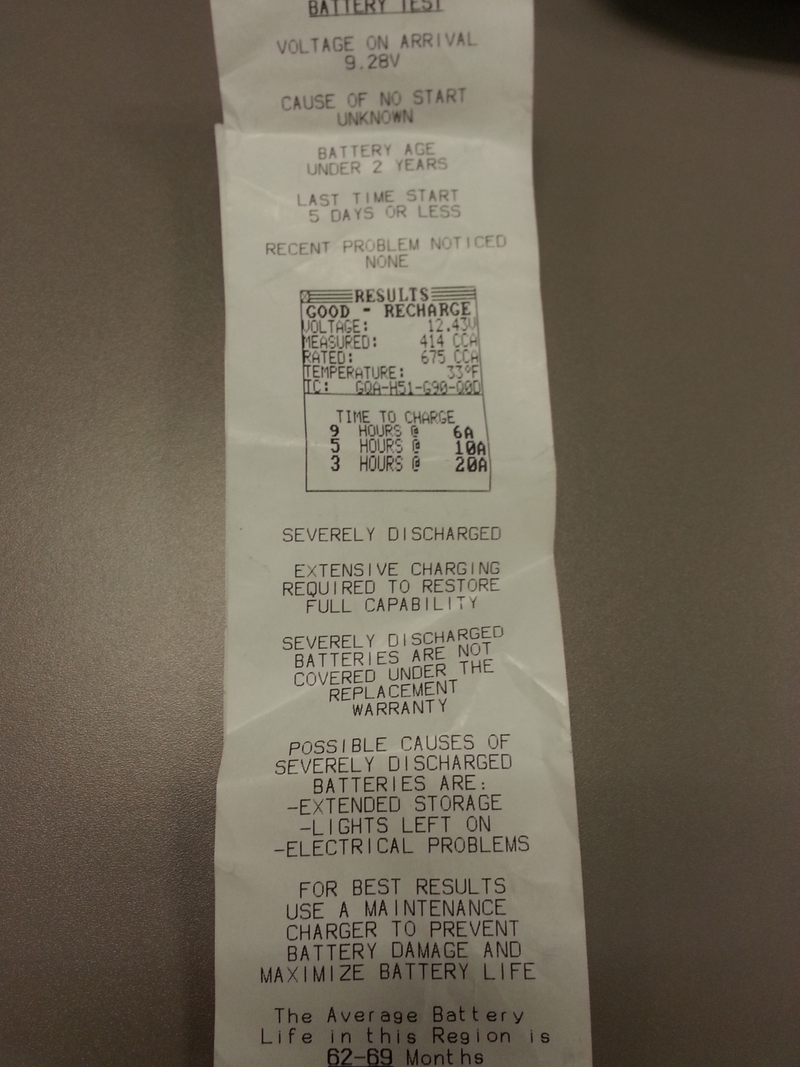 BATTERY TEST
VOLTAGE ON ARRIVAL
9.28V
CAUSE OF NO START
UNKNOWN
BATTERY AGE
UNDER 2 YEARS
LAST TIME START
5 DAYS OR LESS
RECENT PROBLEM NOTICED
NONE
RESULTS
GOOD - RECHARGE
VOLTAGE: 12.43V
MEASURED: 414 CCA
RATED: 675 CCA
TEMPERATURE: 33°F
TC: GQA-H51-G90-Q0D
TIME TO CHARGE
9 HOURS @ 6A
5 HOURS @ 10A
3 HOURS @ 20A
SEVERELY DISCHARGED
EXTENSIVE CHARGING
REQUIRED TO RESTORE
FULL CAPABILITY
SEVERELY DISCHARGED
BATTERIES ARE NOT
COVERED UNDER THE
REPLACEMENT
WARRANTY
POSSIBLE CAUSES OF
SEVERELY DISCHARGED
BATTERIES ARE:
-EXTENDED STORAGE
-LIGHTS LEFT ON
-ELECTRICAL PROBLEMS
FOR BEST RESULTS
USE A MAINTENANCE
CHARGER TO PREVENT
BATTERY DAMAGE AND
MAXIMIZE BATTERY LIFE
The Average Battery
Life in this Region is
62-69 Months